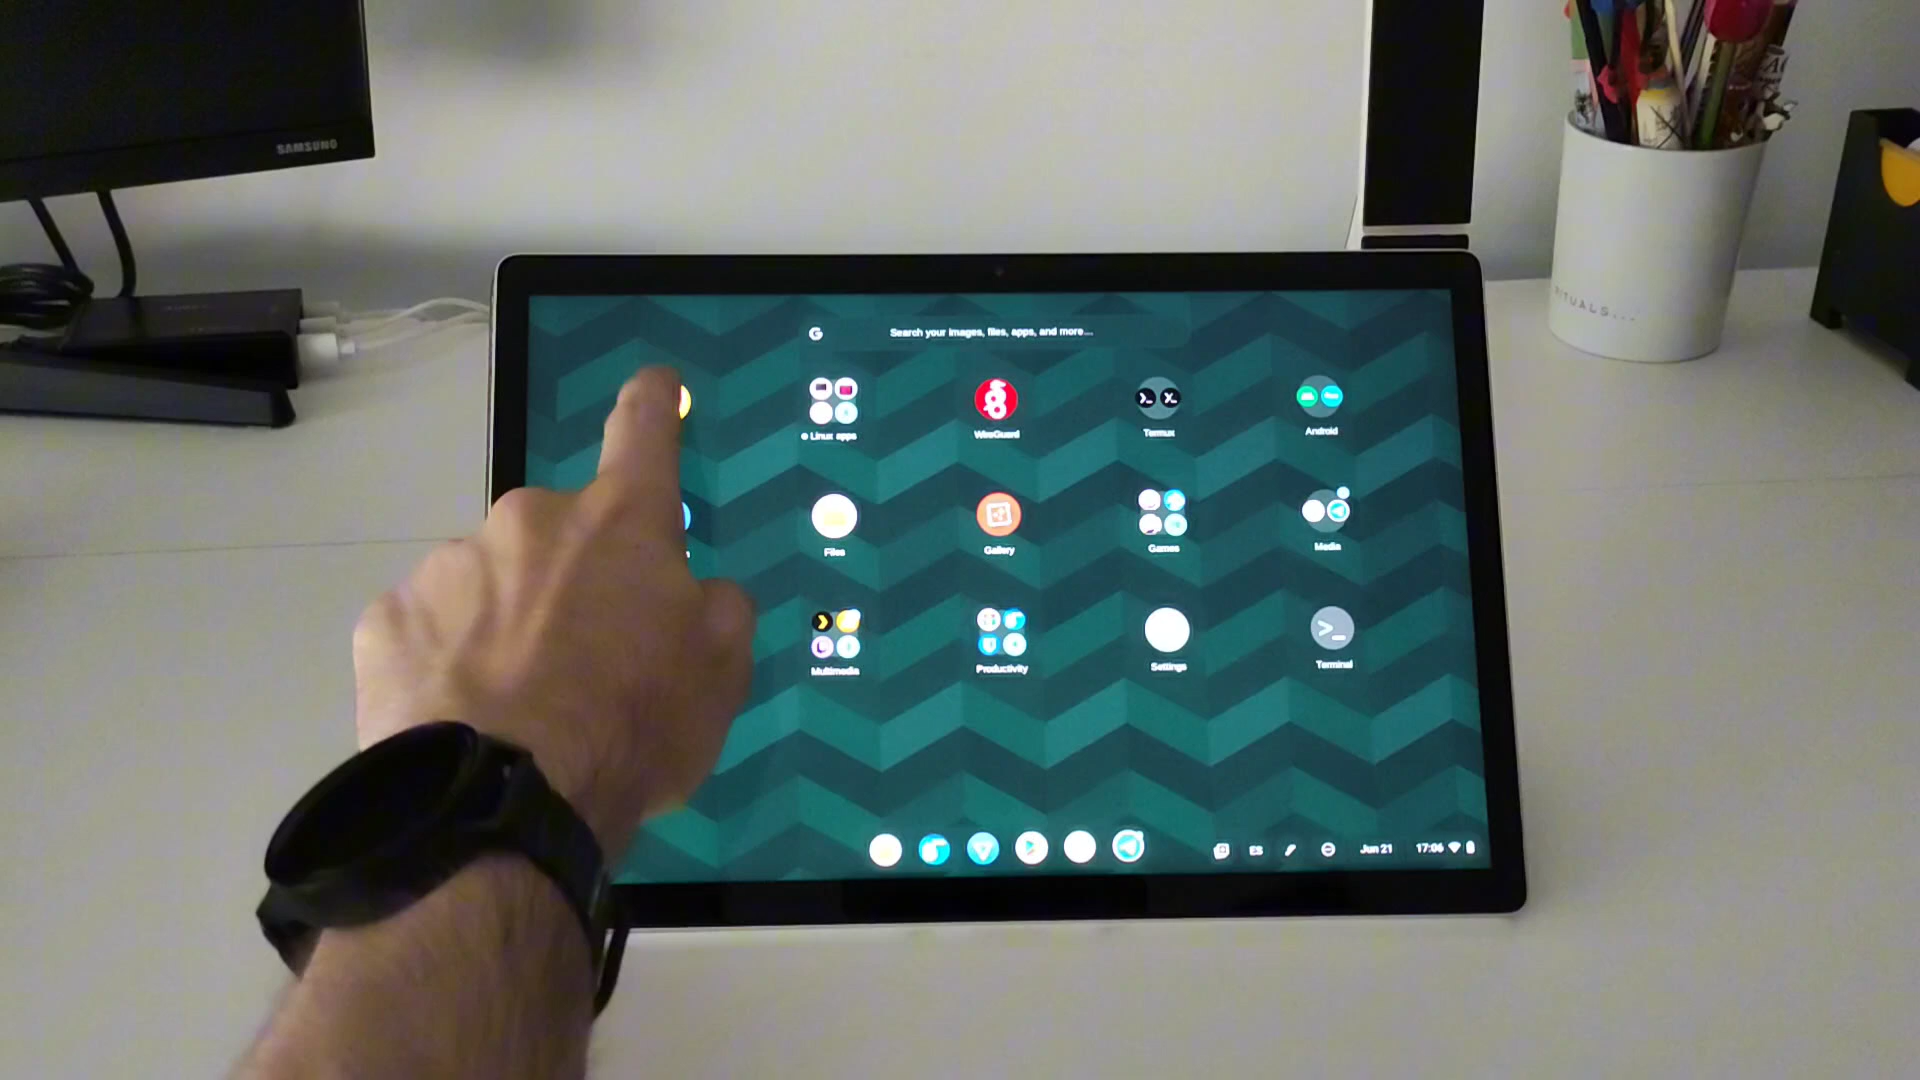 SAMSUNG
RITUALS...
G Search your images, files, apps, and more...
Linux apps
WireGuard
Termux
Android
Files
Gallery
Games
Media
Multimedia
Productivity
Settings
Terminal
ES
Jun 21
17:06